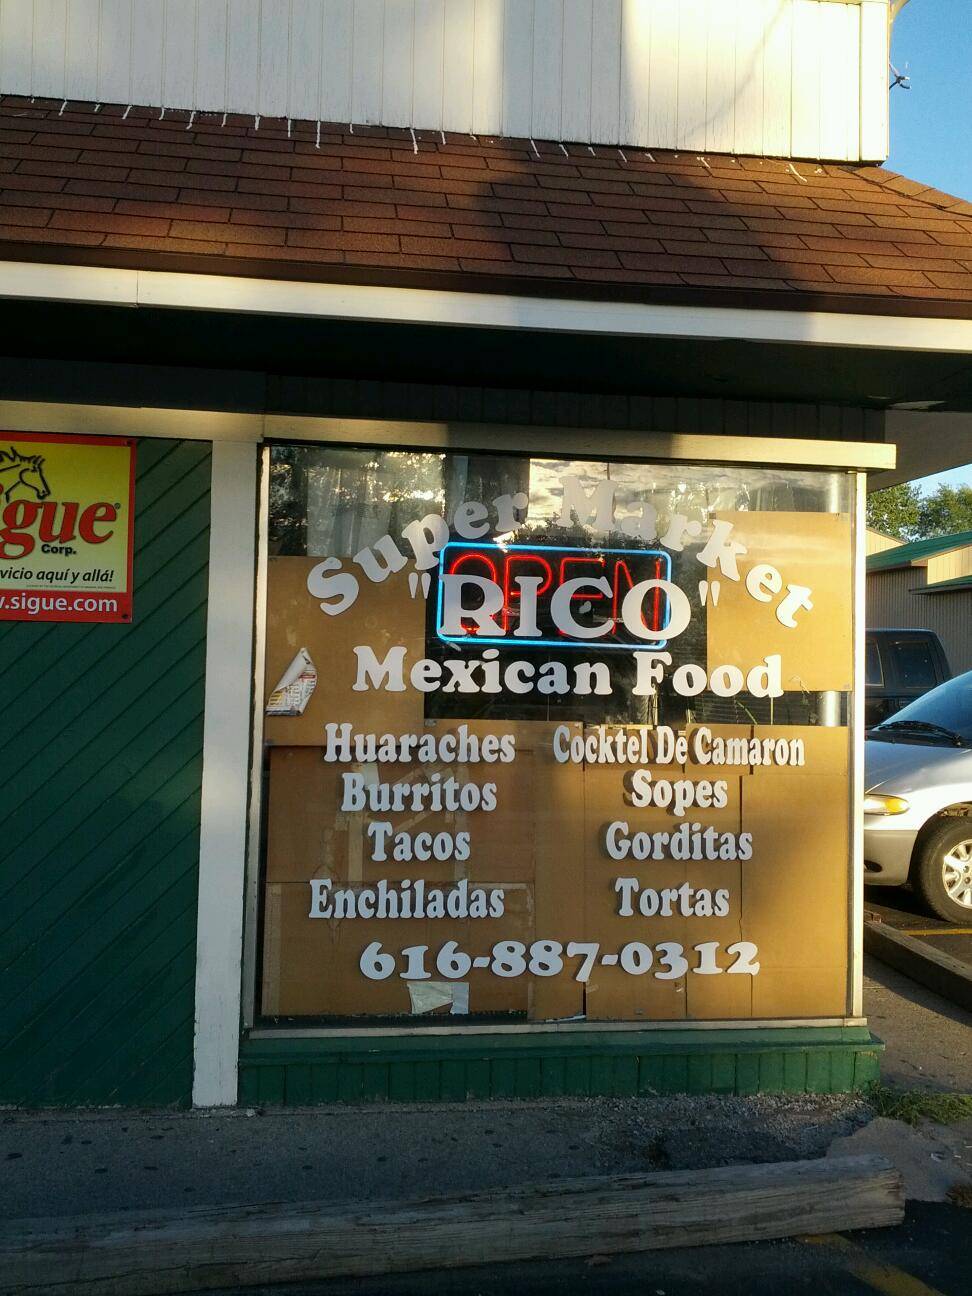 Super Market
OPEN
"RICO"
Mexican Food
Huaraches
Cocktel De Camaron
Burritos
Sopes
Tacos
Gorditas
Enchiladas
Tortas
616-887-0312
igue
Corp.
vicio aquí y allá!
w.sigue.com